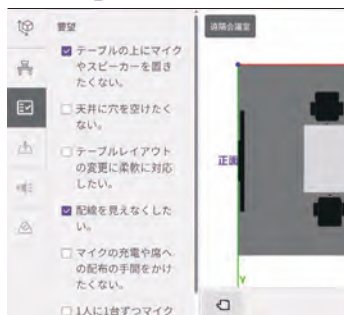 要望
テーブルの上にマイク
やスピーカーを置き
たくない。
天井に穴を空けたく
ない。
テーブルレイアウト
の変更に柔軟に対応
したい。
配線を見えなくした
い。
マイクの充電や席へ
の配布の手間をかけ
たくない。
1人に1台ずつマイク
遠隔会議室
正面
Y